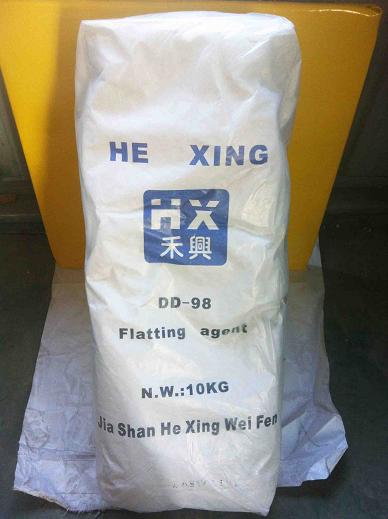 HE XING
HX
禾興
DD-98
Flatting agent
N.W.:10KG
Jia Shan He Xing Wei Fen